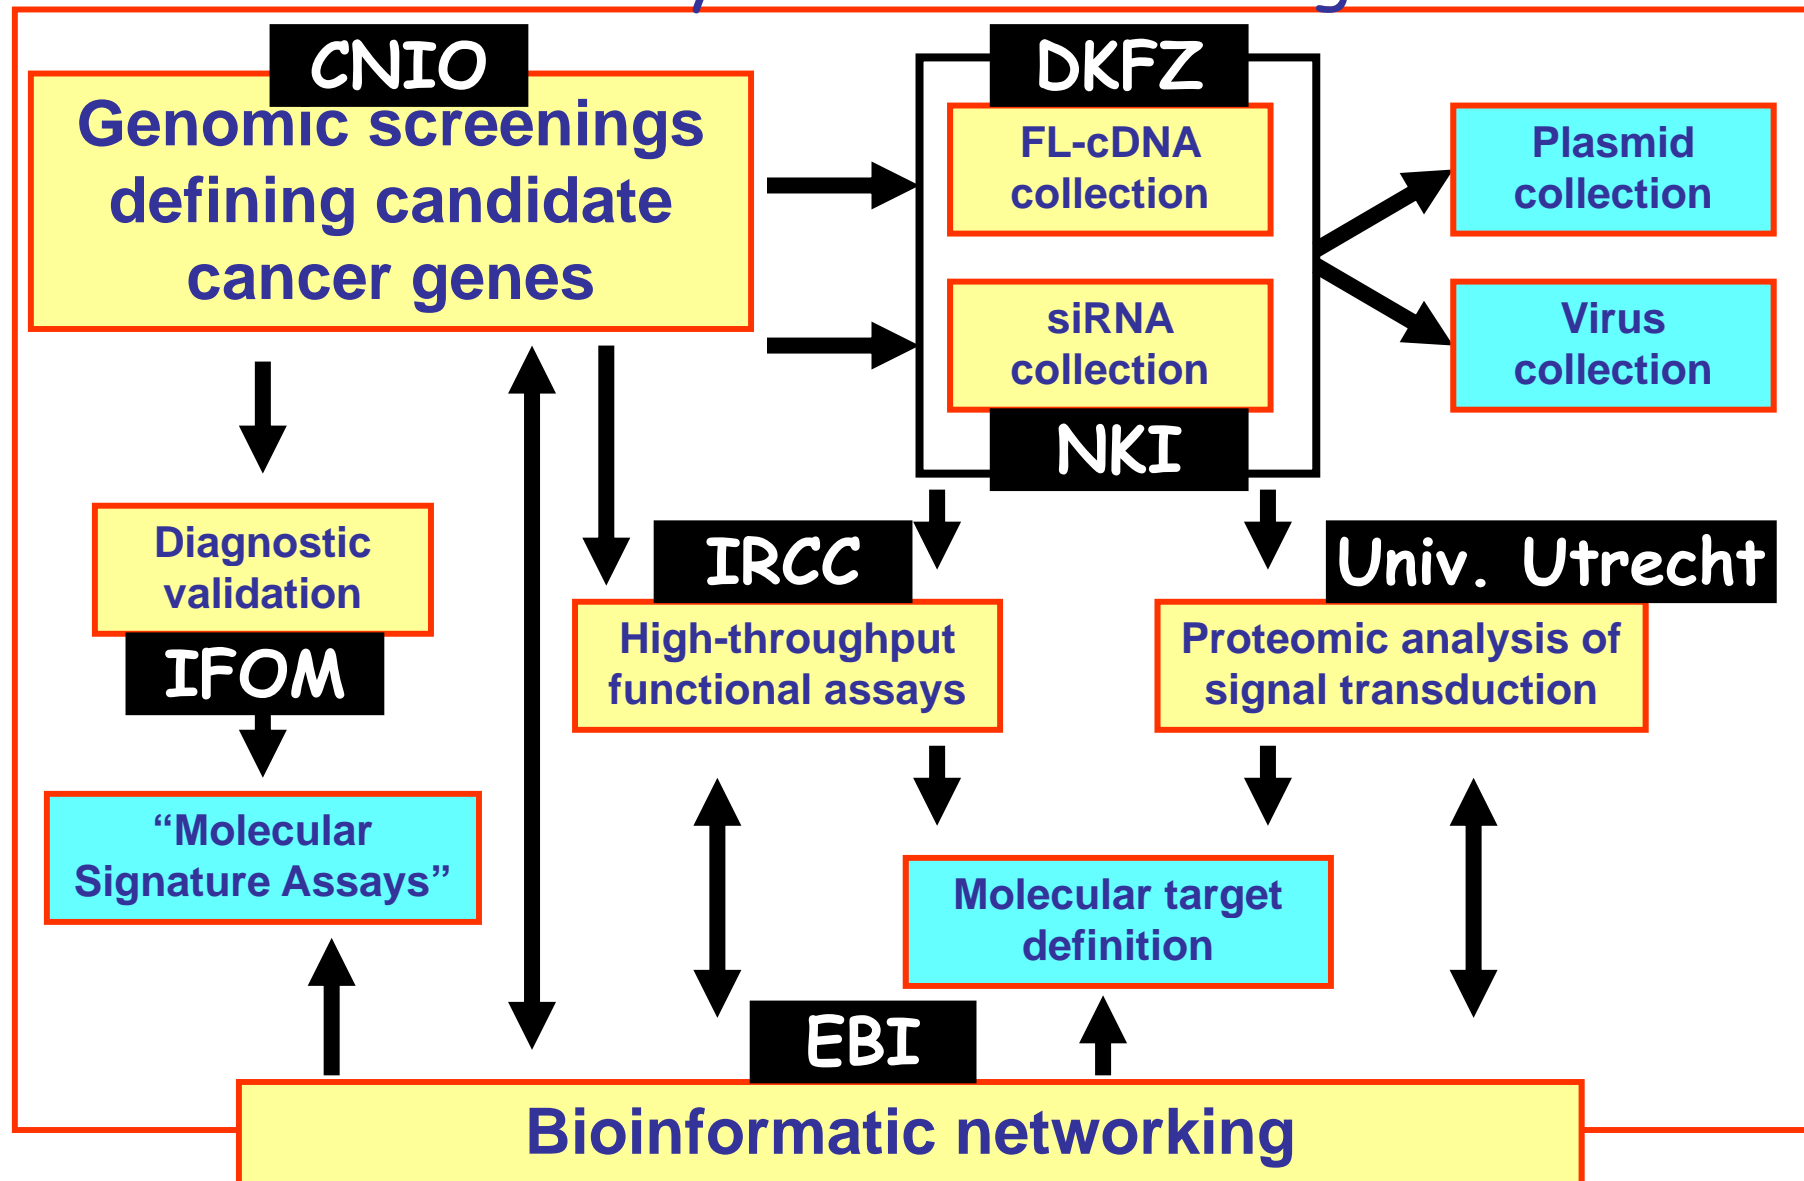 CNIO
Genomic screenings
defining candidate
cancer genes
DKFZ
FL-cDNA
collection
siRNA
collection
NKI
Plasmid
collection
Virus
collection
Diagnostic
validation
IFOM
“Molecular
Signature Assays”
IRCC
High-throughput
functional assays
Univ. Utrecht
Proteomic analysis of
signal transduction
Molecular target
definition
EBI
Bioinformatic networking